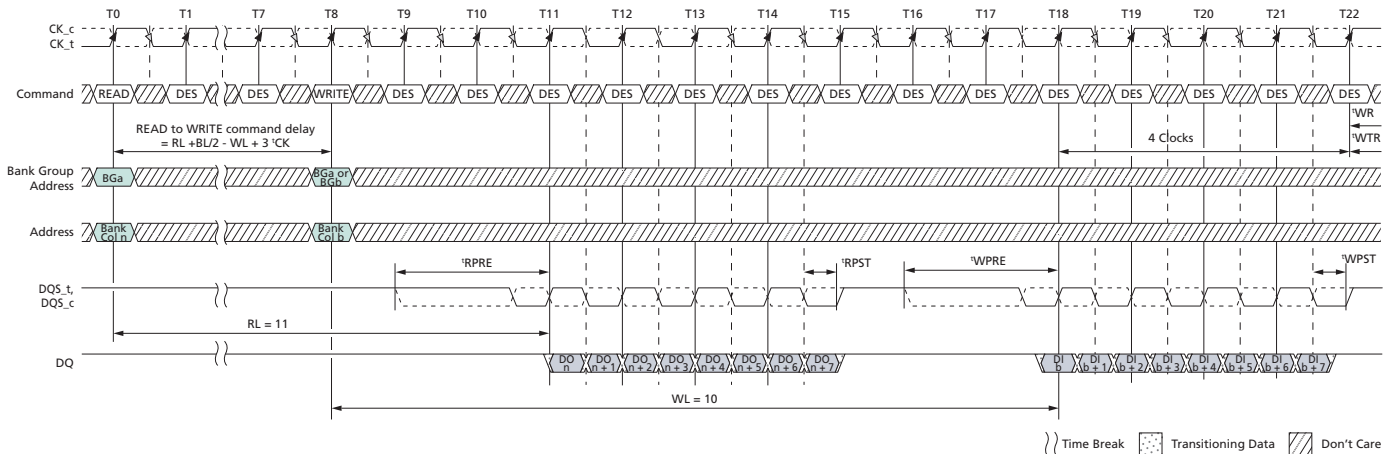 T0 T1 T7 T8 T9 T10 T11 T12 T13 T14 T15 T16 T17 T18 T19 T20 T21 T22
CK_c
CK_t
Command READ DES DES WRITE DES DES DES DES DES DES DES DES DES DES DES DES DES DES
READ to WRITE command delay
= RL +BL/2 - WL + 3 tCK
tWR
4 Clocks tWTR
Bank Group
Address
BGa
BGa or
BGb
Address
Bank
Col n
Bank
Col b
tRPRE tRPST tWPRE tWPST
DQS_t,
DQS_c
RL = 11
DQ
DO
n
DO
n + 1
DO
n + 2
DO
n + 3
DO
n + 4
DO
n + 5
DO
n + 6
DO
n + 7
DI
b
DI
b + 1
DI
b + 2
DI
b + 3
DI
b + 4
DI
b + 5
DI
b + 6
DI
b + 7
WL = 10
Time Break Transitioning Data Don't Care